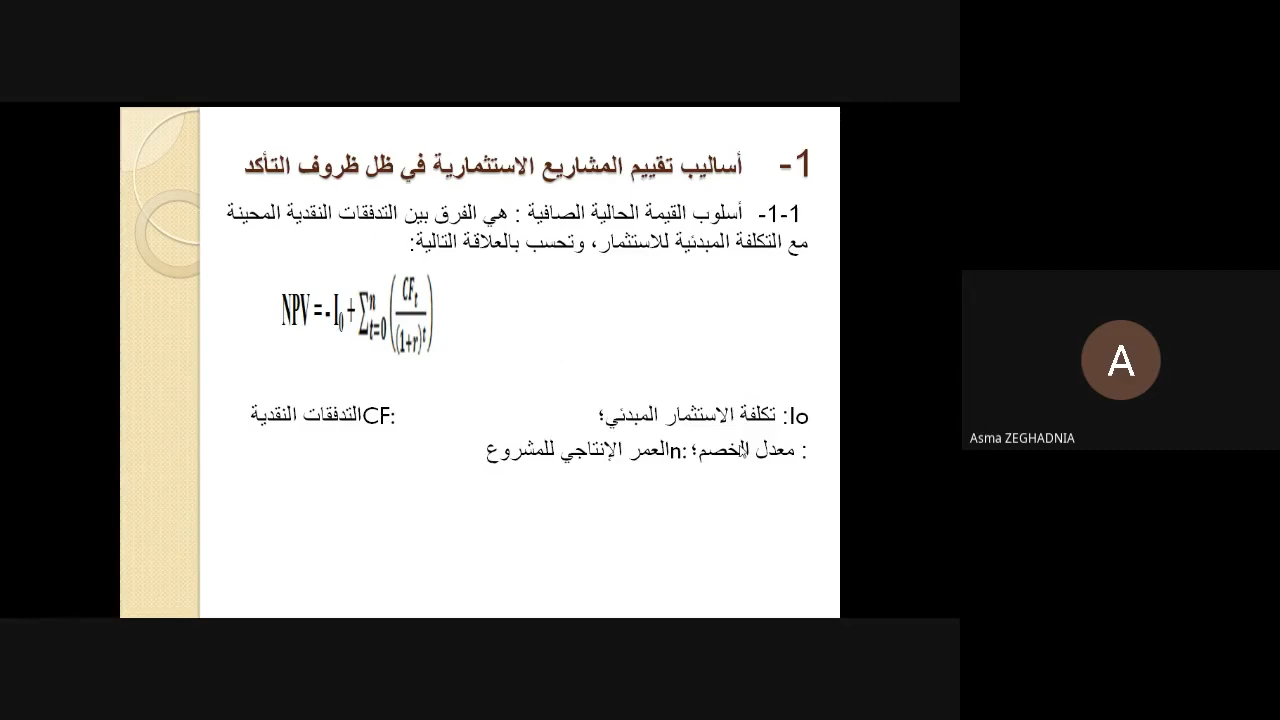 1- أساليب تقييم المشاريع الاستثمارية في ظل ظروف التأكد
1-1- أسلوب القيمة الحالية الصافية : هي الفرق بين التدفقات النقدية المحينة
مع التكلفة المبدئية للاستثمار، وتحسب بالعلاقة التالية:
NPV = - I₀ + ∑ⁿₜ₌₀ (CFₜ / (1+r)ᵗ)
Io: تكلفة الاستثمار المبدئي؛ CF: التدفقات النقدية
: معدل الخصم؛ n: العمر الإنتاجي للمشروع
A
Asma ZEGHADNIA